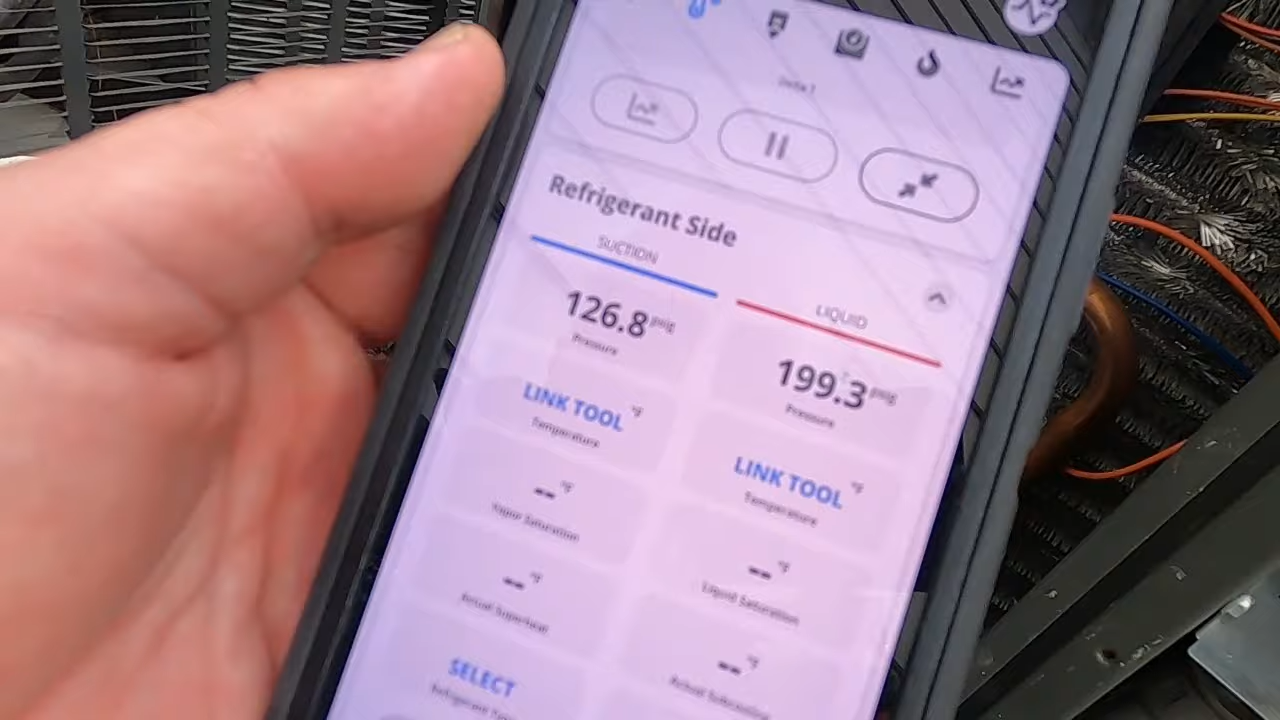 Refrigerant Side
SUCTION
LIQUID
126.8 psig
Pressure
199.3 psig
Pressure
LINK TOOL °F
Temperature
LINK TOOL °F
Temperature
-- °F
Vapor Saturation
-- °F
Liquid Saturation
-- °F
Actual Superheat
-- °F
Actual Subcooling
SELECT
Refrigerant